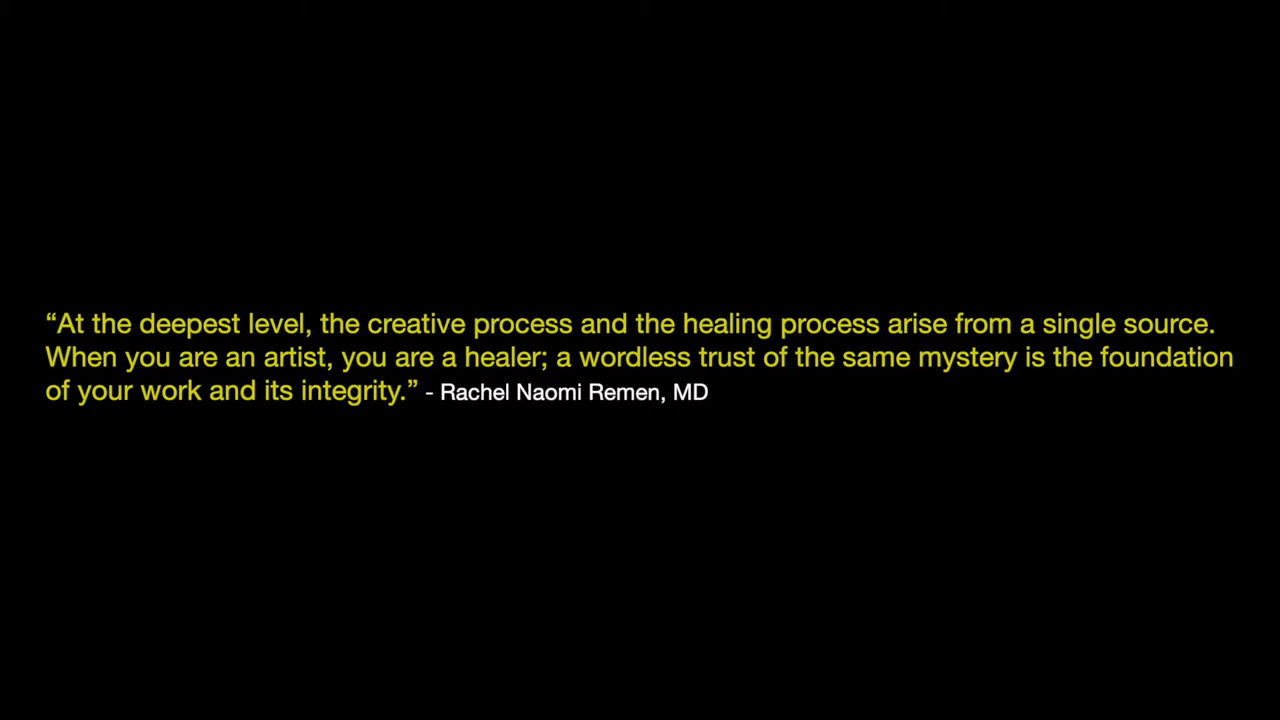 “At the deepest level, the creative process and the healing process arise from a single source.
When you are an artist, you are a healer; a wordless trust of the same mystery is the foundation
of your work and its integrity.” - Rachel Naomi Remen, MD